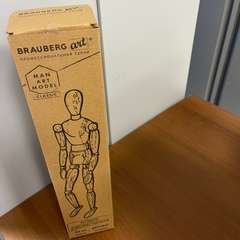 BRAUBERG art®
ПРОФЕССИОНАЛЬНАЯ СЕРИЯ
MAN
ART
MODEL
CLASSIC